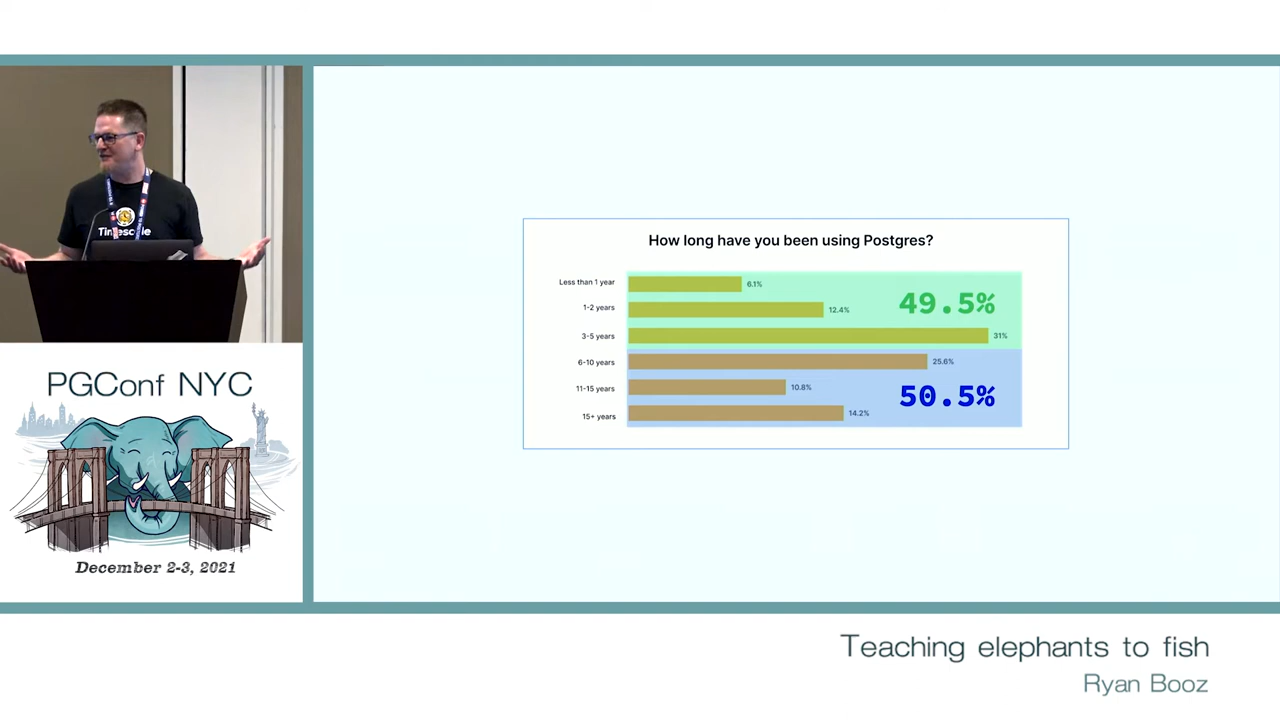 Timescale
PGConf NYC
December 2-3, 2021
How long have you been using Postgres?
Less than 1 year
6.1%
1-2 years
12.4%
3-5 years
31%
49.5%
6-10 years
25.6%
11-15 years
10.8%
15+ years
14.2%
50.5%
Teaching elephants to fish
Ryan Booz